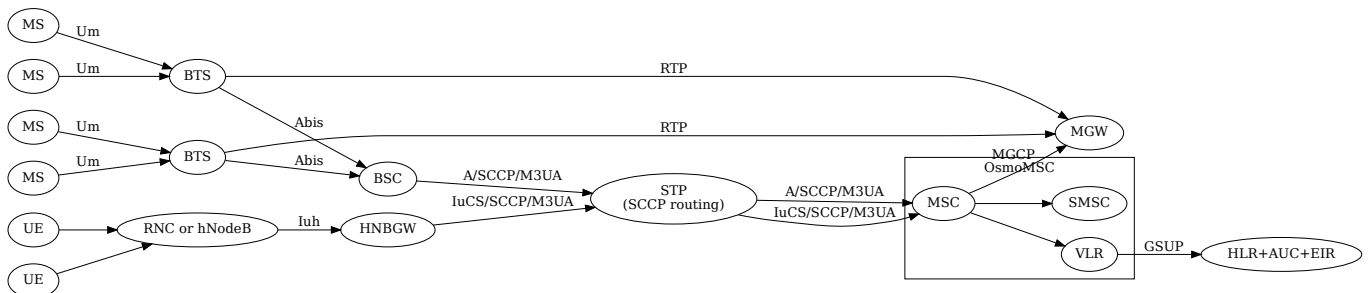 MS
Um
MS
Um
BTS
RTP
MS
Um
Abis
RTP
MGW
MS
Um
BTS
Abis
BSC
MGCP
OsmoMSC
A/SCCP/M3UA
IuCS/SCCP/M3UA
STP
(SCCP routing)
A/SCCP/M3UA
IuCS/SCCP/M3UA
MSC
SMSC
UE
RNC or hNodeB
Iuh
HNBGW
VLR
GSUP
HLR+AUC+EIR
UE